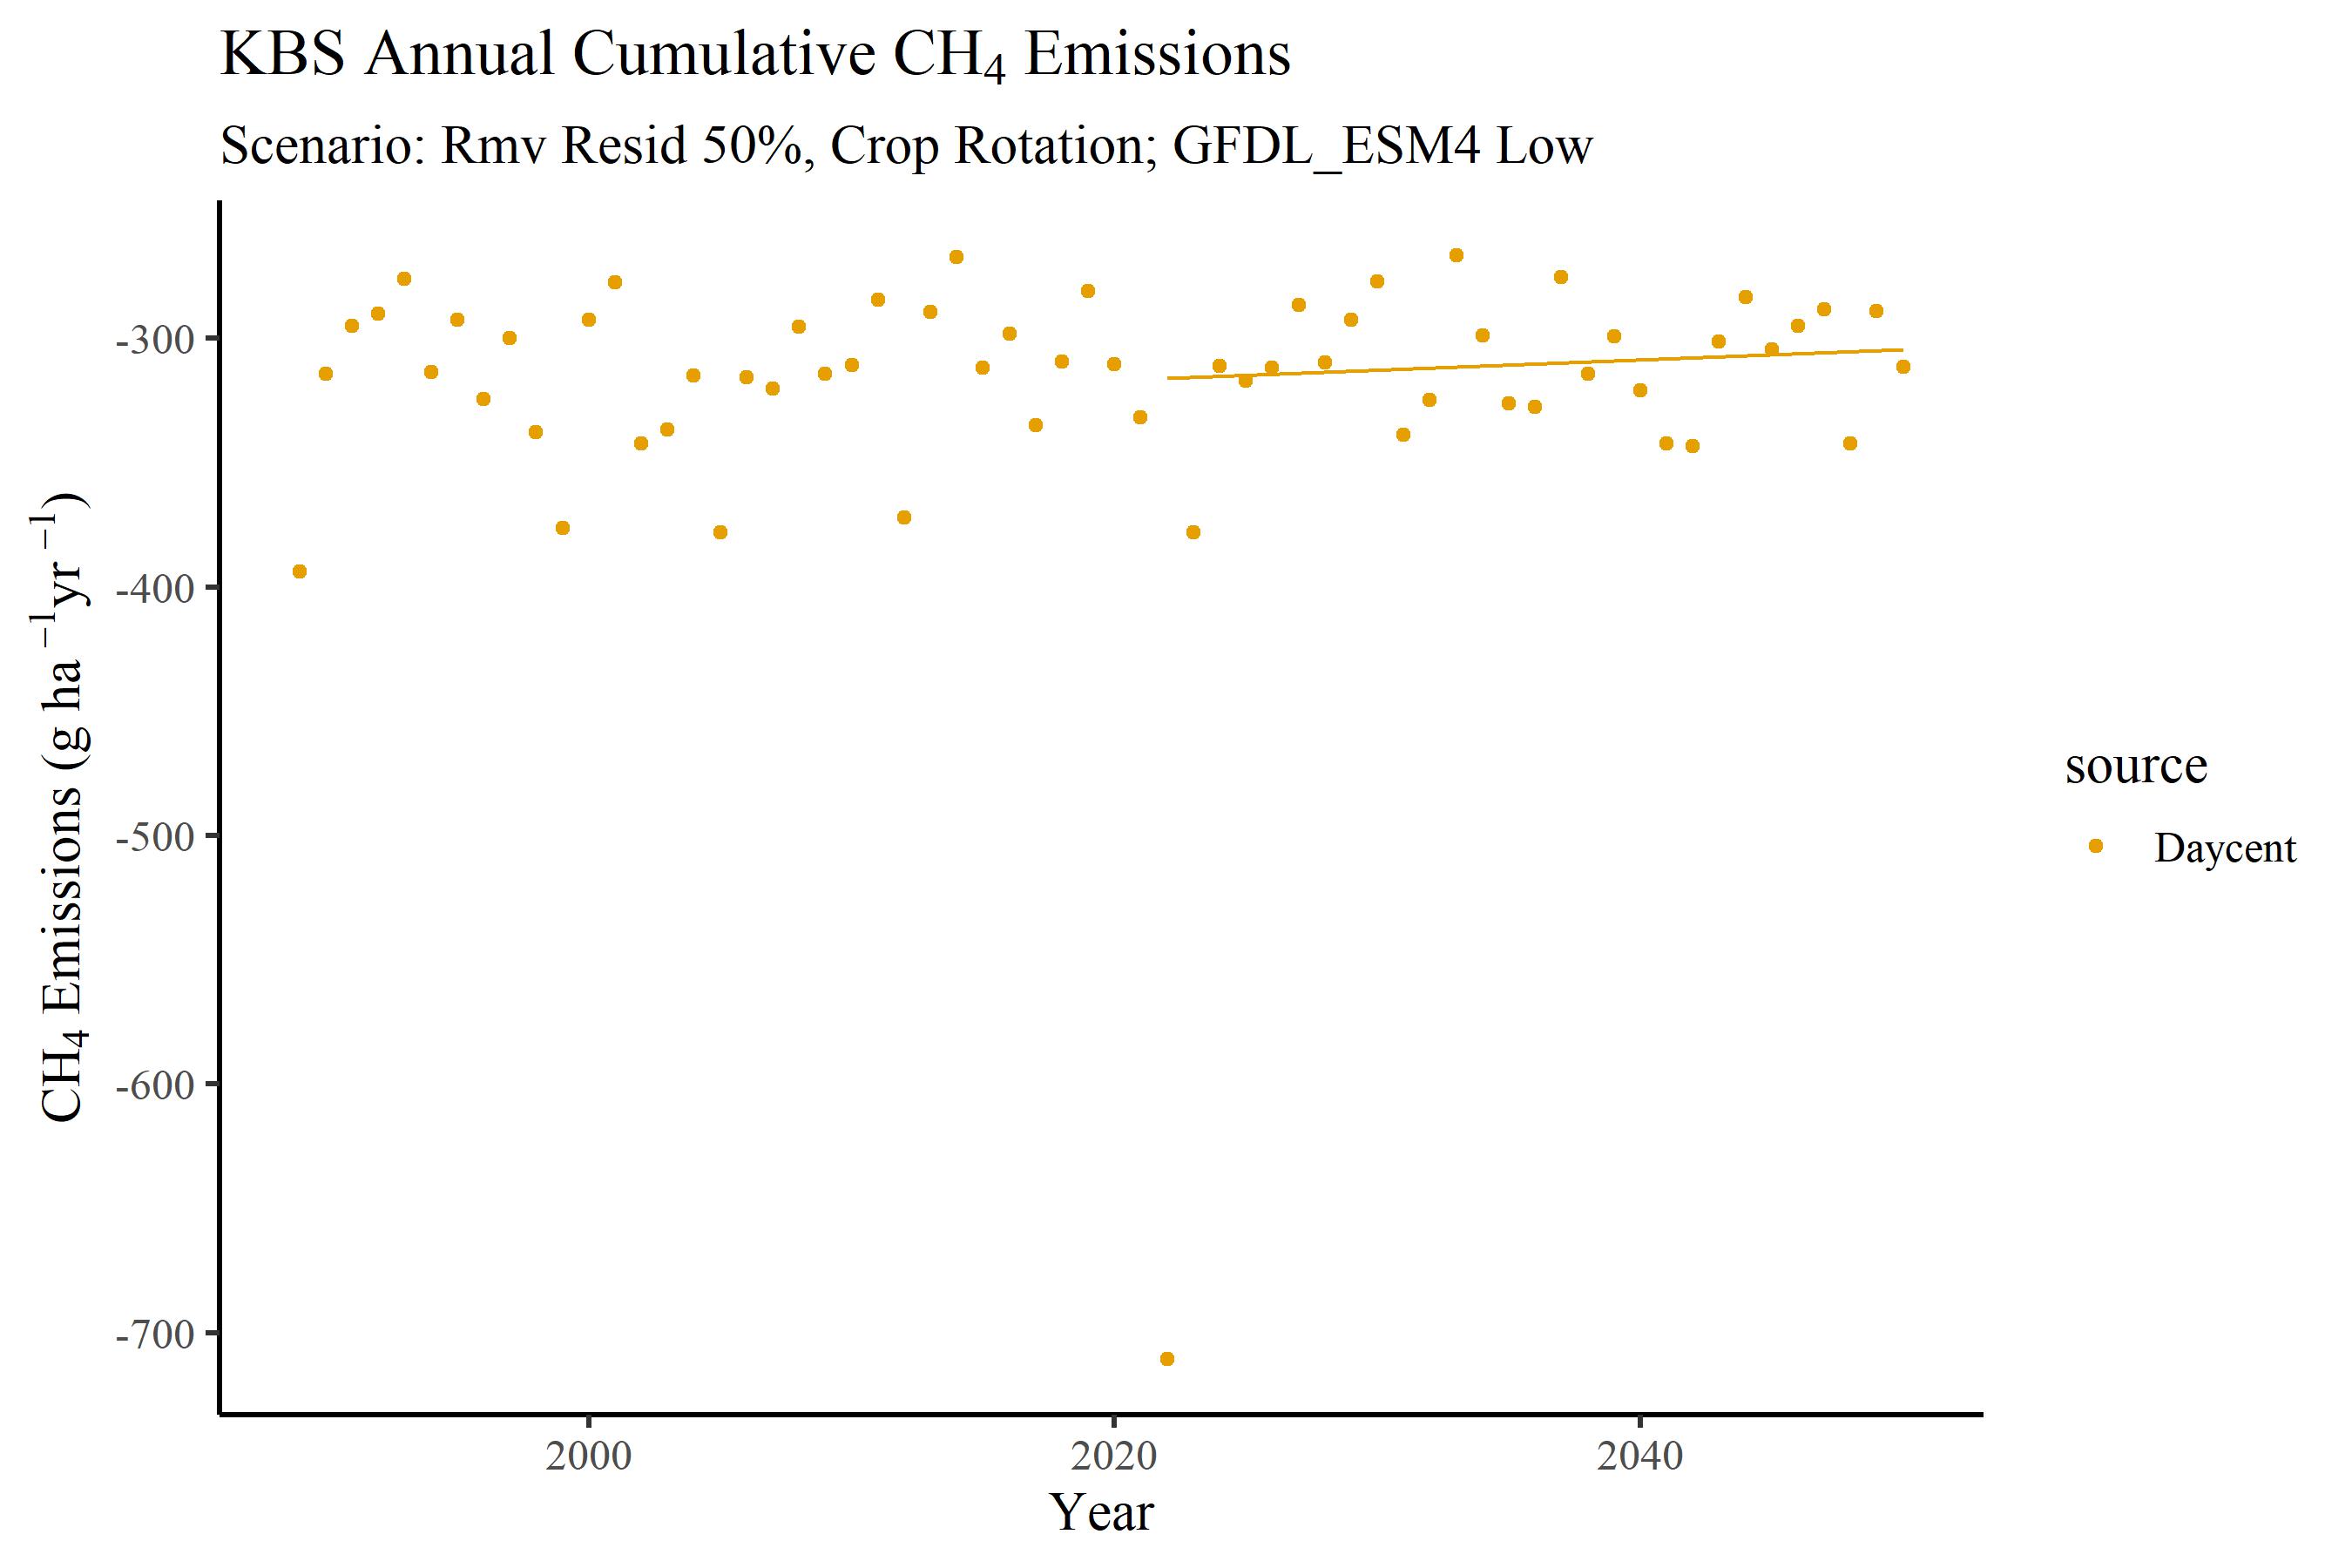 KBS Annual Cumulative CH₄ Emissions
Scenario: Rmv Resid 50%, Crop Rotation; GFDL_ESM4 Low
CH₄ Emissions (g ha ⁻¹yr ⁻¹)
-300
-400
-500
-600
-700
2000 2020 2040
Year
source
Daycent